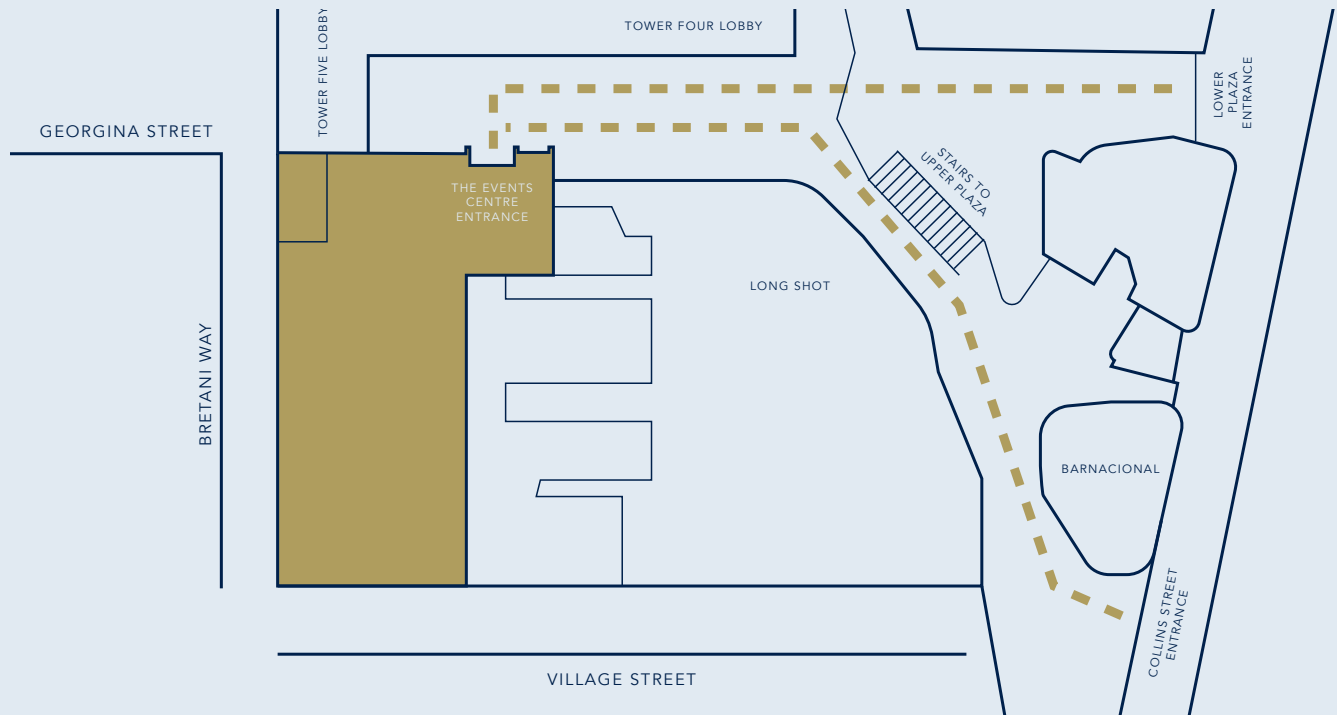 TOWER FOUR LOBBY
TOWER FIVE LOBBY
LOWER
PLAZA
ENTRANCE
GEORGINA STREET
STAIRS TO
UPPER PLAZA
THE EVENTS
CENTRE
ENTRANCE
LONG SHOT
BRETANI WAY
BARNACIONAL
COLLINS STREET
ENTRANCE
VILLAGE STREET